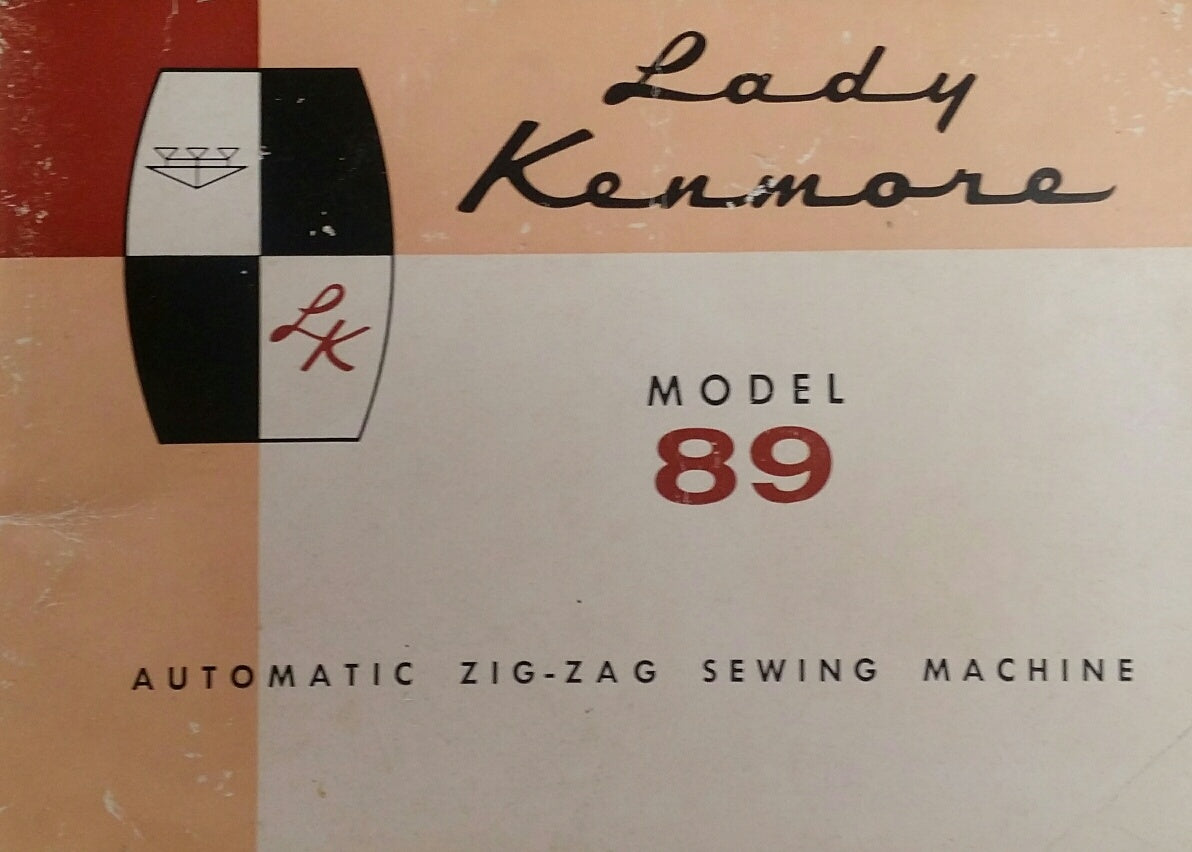 Lady
Kenmore
LK
MODEL
89
AUTOMATIC ZIG-ZAG SEWING MACHINE